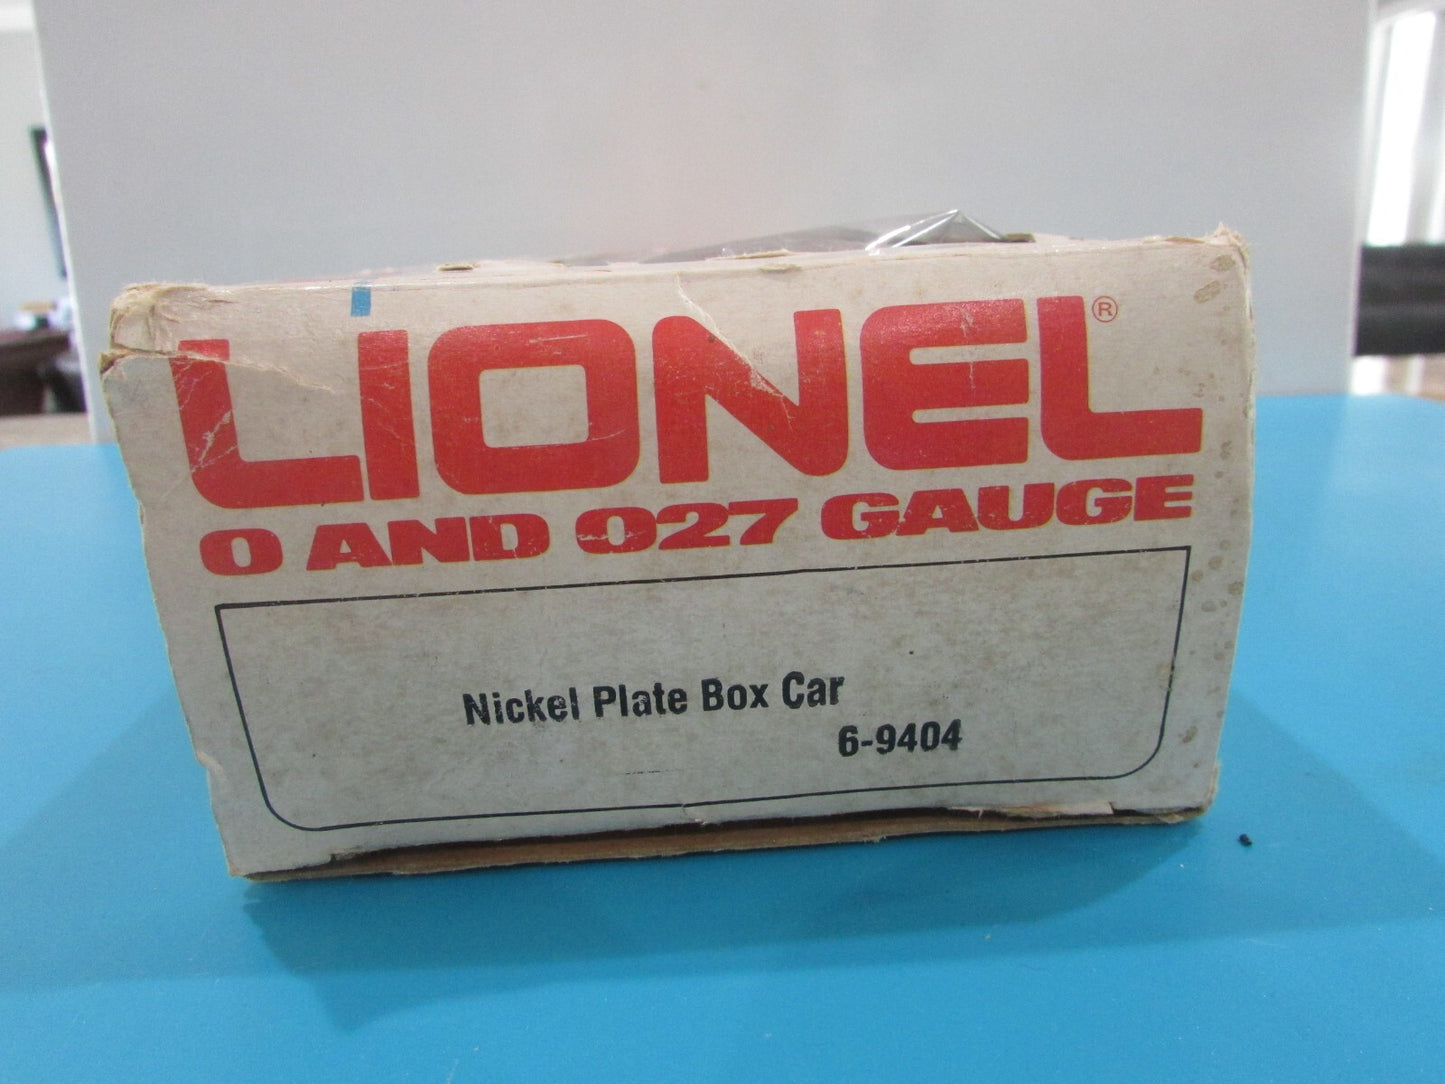 LIONEL®
O AND O27 GAUGE
Nickel Plate Box Car
6-9404